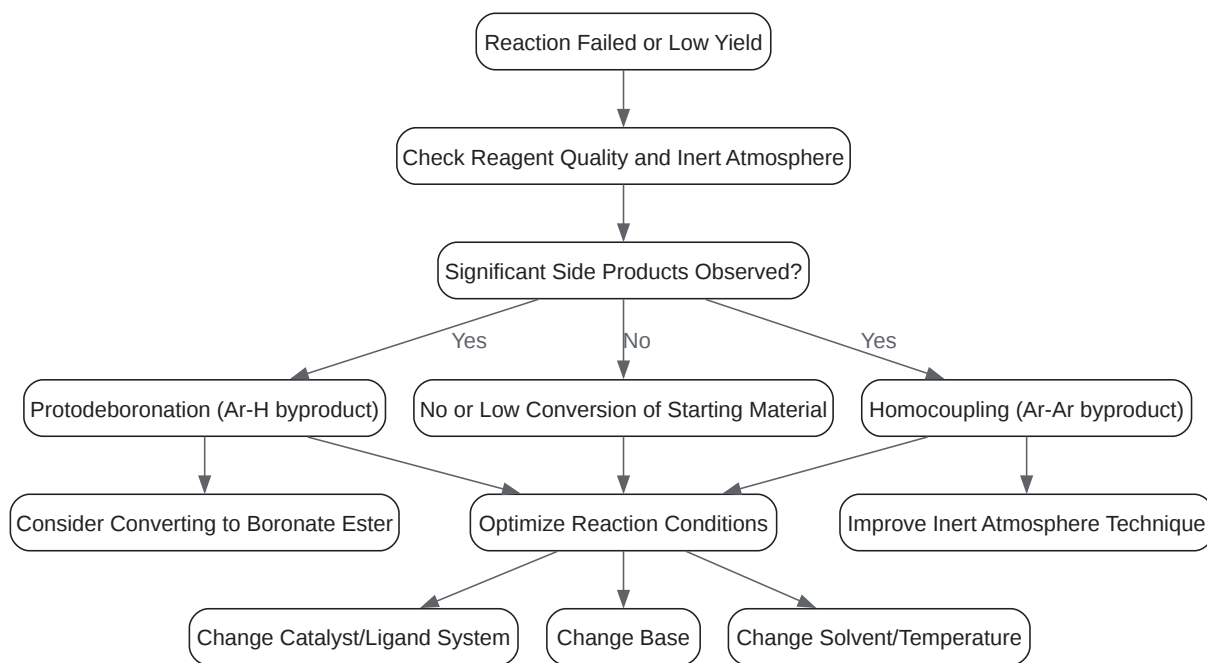 Reaction Failed or Low Yield
Check Reagent Quality and Inert Atmosphere
Significant Side Products Observed?
Yes
No
Yes
Protodeboronation (Ar-H byproduct)
No or Low Conversion of Starting Material
Homocoupling (Ar-Ar byproduct)
Consider Converting to Boronate Ester
Optimize Reaction Conditions
Improve Inert Atmosphere Technique
Change Catalyst/Ligand System
Change Base
Change Solvent/Temperature